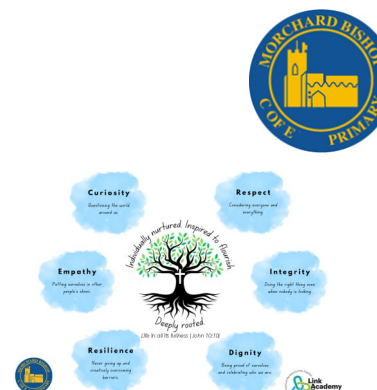 MORCHARD BISHOP
C OF E PRIMARY
Curiosity
Questioning the world
around us
Respect
Considering everyone and
everything
Individually nurtured. Inspired to flourish.
Empathy
Putting ourselves in other
people's shoes
Integrity
Doing the right thing even
when nobody is looking
Deeply rooted.
Life in all its fullness (John 10:10)
Resilience
Never giving up and
creatively overcoming
barriers
Dignity
Being proud of ourselves
and celebrating who we are
Link
Academy